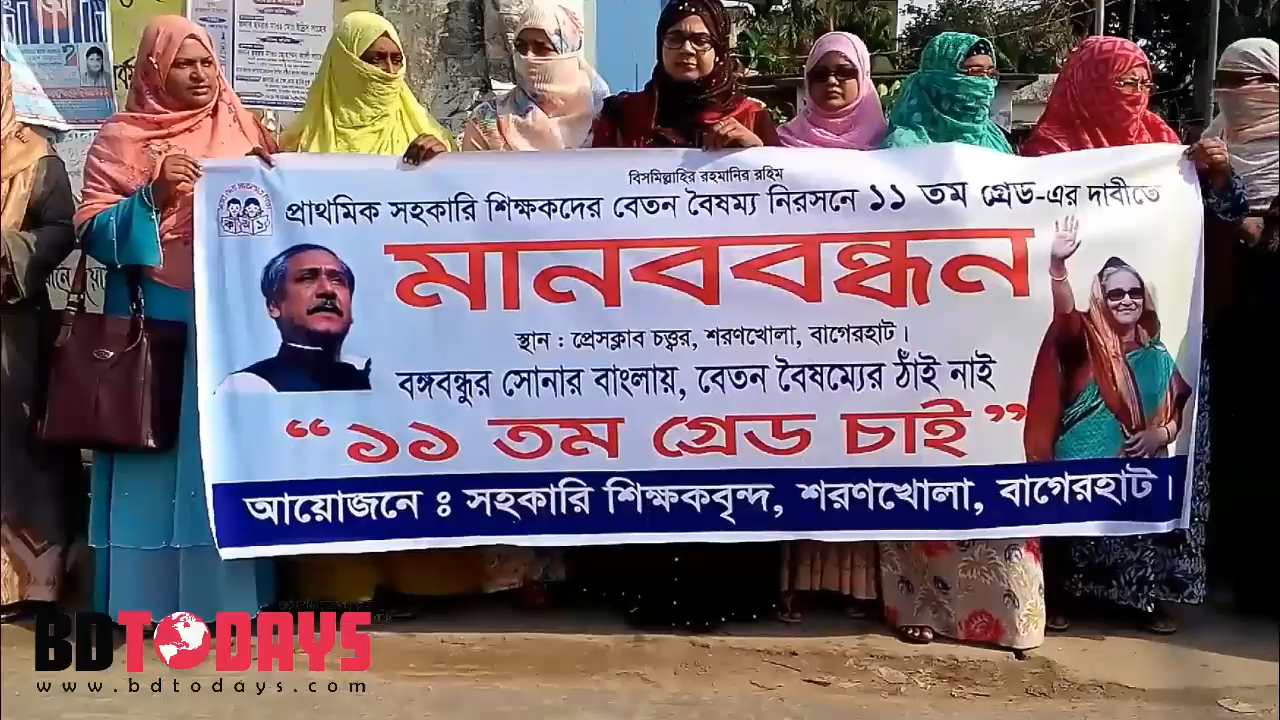 বিসমিল্লাহির রহমানির রহিম
প্রাথমিক সহকারি শিক্ষকদের বেতন বৈষম্য নিরসনে ১১ তম গ্রেড-এর দাবীতে
মানববন্ধন
স্থান : প্রেসক্লাব চত্ত্বর, শরণখোলা, বাগেরহাট।
বঙ্গবন্ধুর সোনার বাংলায়, বেতন বৈষম্যের ঠাঁই নাই
“১১ তম গ্রেড চাই”
আয়োজনে ঃ সহকারি শিক্ষকবৃন্দ, শরণখোলা, বাগেরহাট।
BDTODAYS
www.bdtodays.com